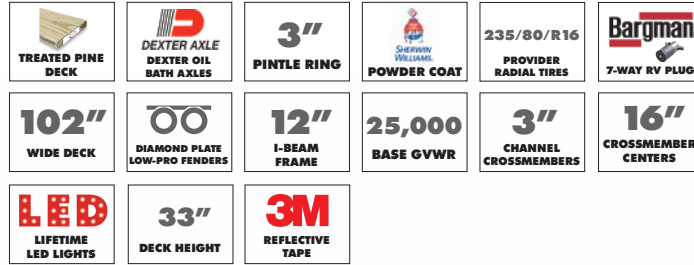 TREATED PINE
DECK
DEXTER AXLE
DEXTER OIL
BATH AXLES
3"
PINTLE RING
SHERWIN
WILLIAMS.
POWDER COAT
235/80/R16
PROVIDER
RADIAL TIRES
Bargman
7-WAY RV PLUG
102"
WIDE DECK
DIAMOND PLATE
LOW-PRO FENDERS
12"
I-BEAM
FRAME
25,000
BASE GVWR
3"
CHANNEL
CROSSMEMBERS
16"
CROSSMEMBER
CENTERS
LED
LIFETIME
LED LIGHTS
33"
DECK HEIGHT
3M
REFLECTIVE
TAPE